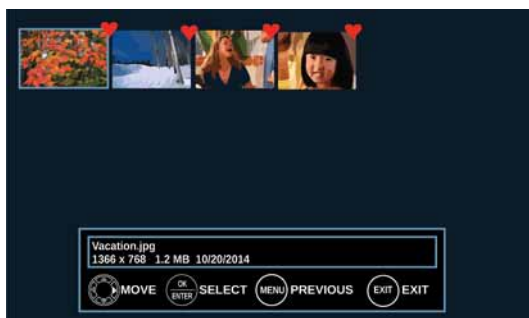 Vacation.jpg
1366 x 768 1.2 MB 10/20/2014
MOVE OK ENTER SELECT MENU PREVIOUS EXIT EXIT